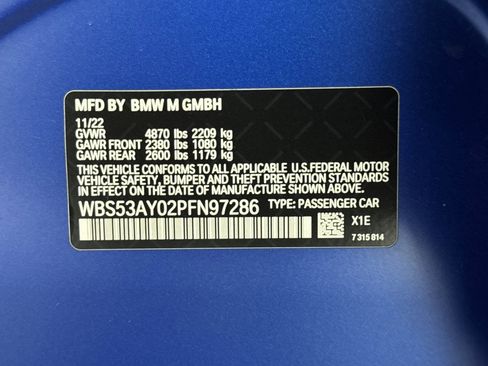 MFD BY BMW M GMBH
11/22
GVWR 4870 lbs 2209 kg
GAWR FRONT 2380 lbs 1080 kg
GAWR REAR 2600 lbs 1179 kg
THIS VEHICLE CONFORMS TO ALL APPLICABLE U.S.FEDERAL MOTOR
VEHICLE SAFETY, BUMPER AND THEFT PREVENTION STANDARDS
IN EFFECT ON THE DATE OF MANUFACTURE SHOWN ABOVE.
WBS53AY02PFN97286 TYPE: PASSENGER CAR
X1E
7 315 814